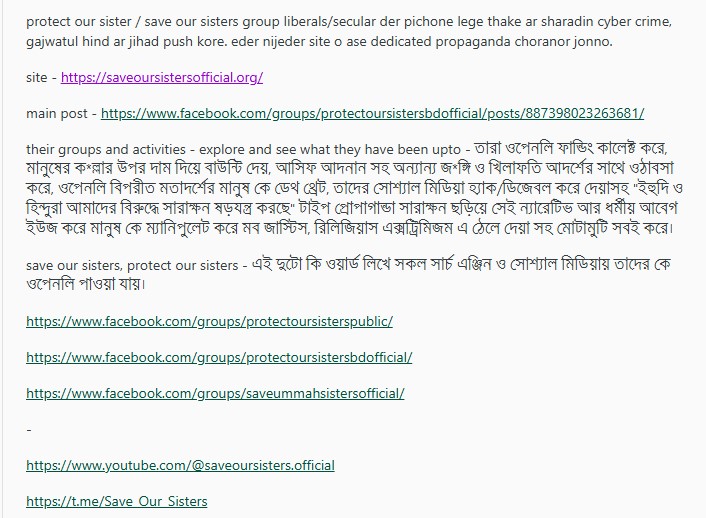 protect our sister / save our sisters group liberals/secular der pichone lege thake ar sharadin cyber crime,
gajwatul hind ar jihad push kore. eder nijeder site o ase dedicated propaganda choranor jonno.
site - https://saveoursistersofficial.org/
main post - https://www.facebook.com/groups/protectoursistersbdofficial/posts/887398023263681/
their groups and activities - explore and see what they have been upto - তারা ওপেনলি ফান্ডিং কালেক্ট করে,
মানুষের ক*ল্লার উপর দাম দিয়ে বাউন্টি দেয়, আসিফ আদনান সহ অন্যান্য জ*ঙ্গি ও খিলাফতি আদর্শের সাথে ওঠাবসা
করে, ওপেনলি বিপরীত মতাদর্শের মানুষ কে ডেথ থ্রেট, তাদের সোশ্যাল মিডিয়া হ্যাক/ডিজেবল করে দেয়াসহ "ইহুদি ও
হিন্দুরা আমাদের বিরুদ্ধে সারাক্ষন ষড়যন্ত্র করছে" টাইপ প্রোপাগান্ডা সারাক্ষন ছড়িয়ে সেই ন্যারেটিভ আর ধর্মীয় আবেগ
ইউজ করে মানুষ কে ম্যানিপুলেট করে মব জাস্টিস, রিলিজিয়াস এক্সট্রিমিজম এ ঠেলে দেয়া সহ মোটামুটি সবই করে।
save our sisters, protect our sisters - এই দুটো কি ওয়ার্ড লিখে সকল সার্চ এঞ্জিন ও সোশ্যাল মিডিয়ায় তাদের কে
ওপেনলি পাওয়া যায়।
https://www.facebook.com/groups/protectoursisterspublic/
https://www.facebook.com/groups/protectoursistersbdofficial/
https://www.facebook.com/groups/saveummahsistersofficial/
-
https://www.youtube.com/@saveoursisters.official
https://t.me/Save_Our_Sisters